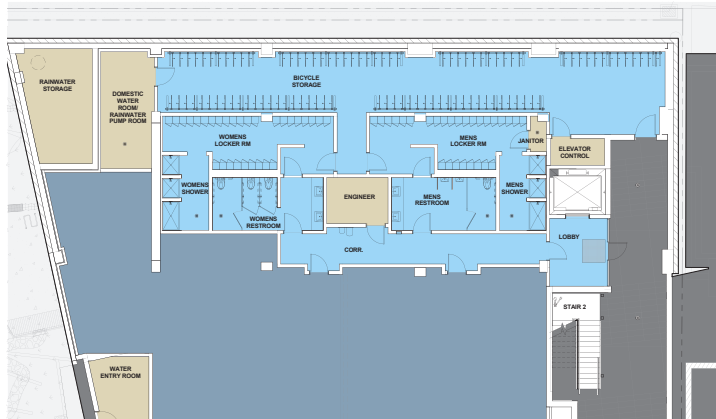 RAINWATER
STORAGE
DOMESTIC
WATER
ROOM/
RAINWATER
PUMP ROOM
BICYCLE
STORAGE
WOMENS
LOCKER RM
MENS
LOCKER RM
JANITOR
ELEVATOR
CONTROL
WOMENS
SHOWER
WOMENS
RESTROOM
ENGINEER
MENS
RESTROOM
MENS
SHOWER
LOBBY
CORR.
STAIR 2
WATER
ENTRY ROOM